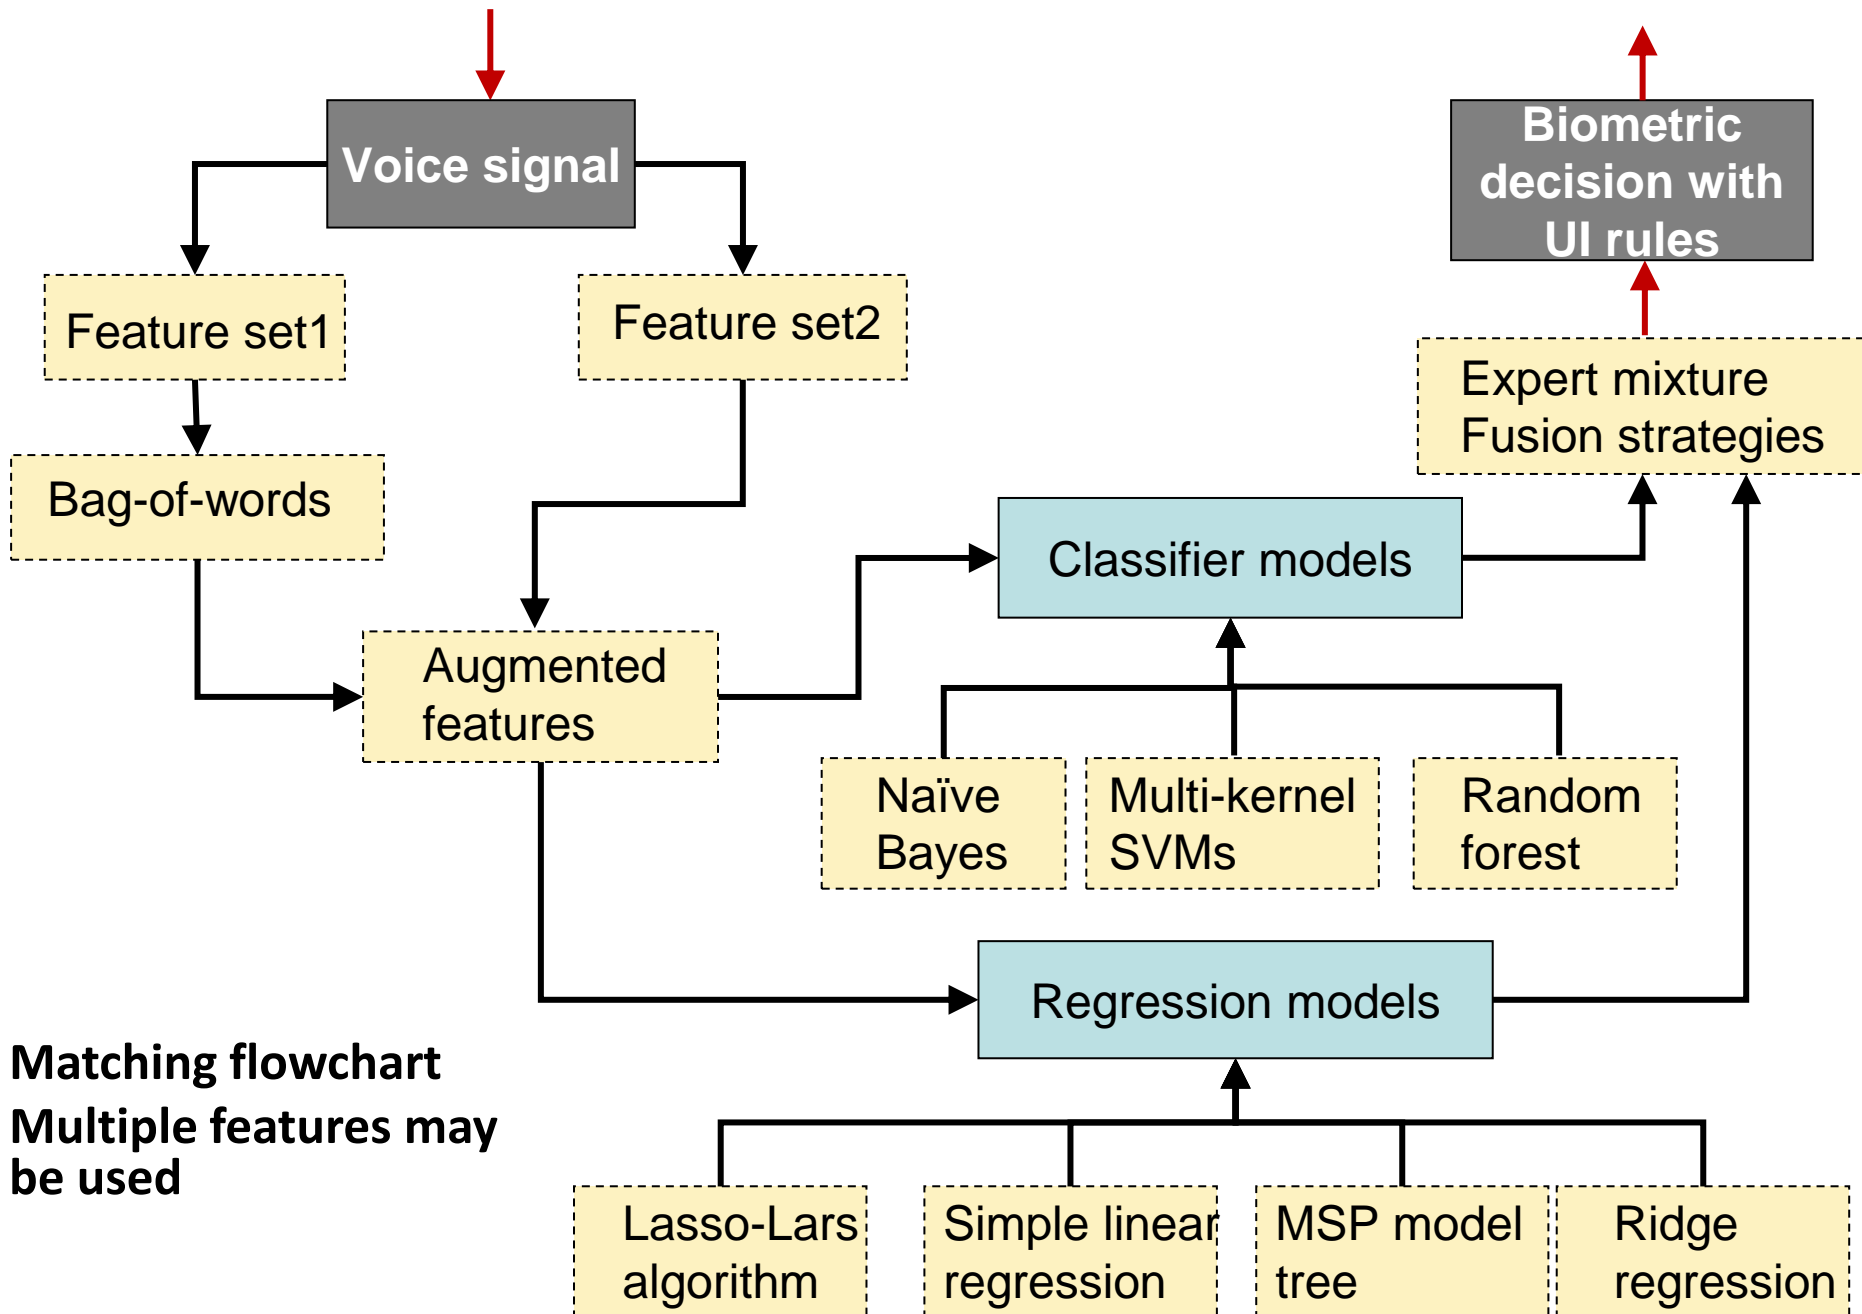 Voice signal
Biometric
decision with
UI rules
Feature set1
Feature set2
Expert mixture
Fusion strategies
Bag-of-words
Classifier models
Augmented
features
Naïve
Bayes
Multi-kernel
SVMs
Random
forest
Regression models
Matching flowchart
Multiple features may
be used
Lasso-Lars
algorithm
Simple linear
regression
MSP model
tree
Ridge
regression